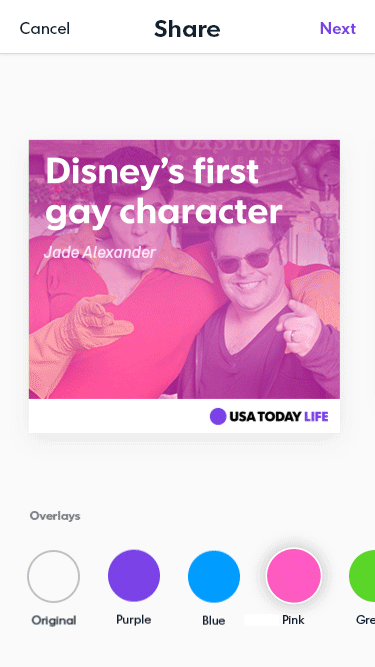 Cancel Share Next
Disney's first
gay character
Jade Alexander
USA TODAY LIFE
Overlays
Original Purple Blue Pink Gre